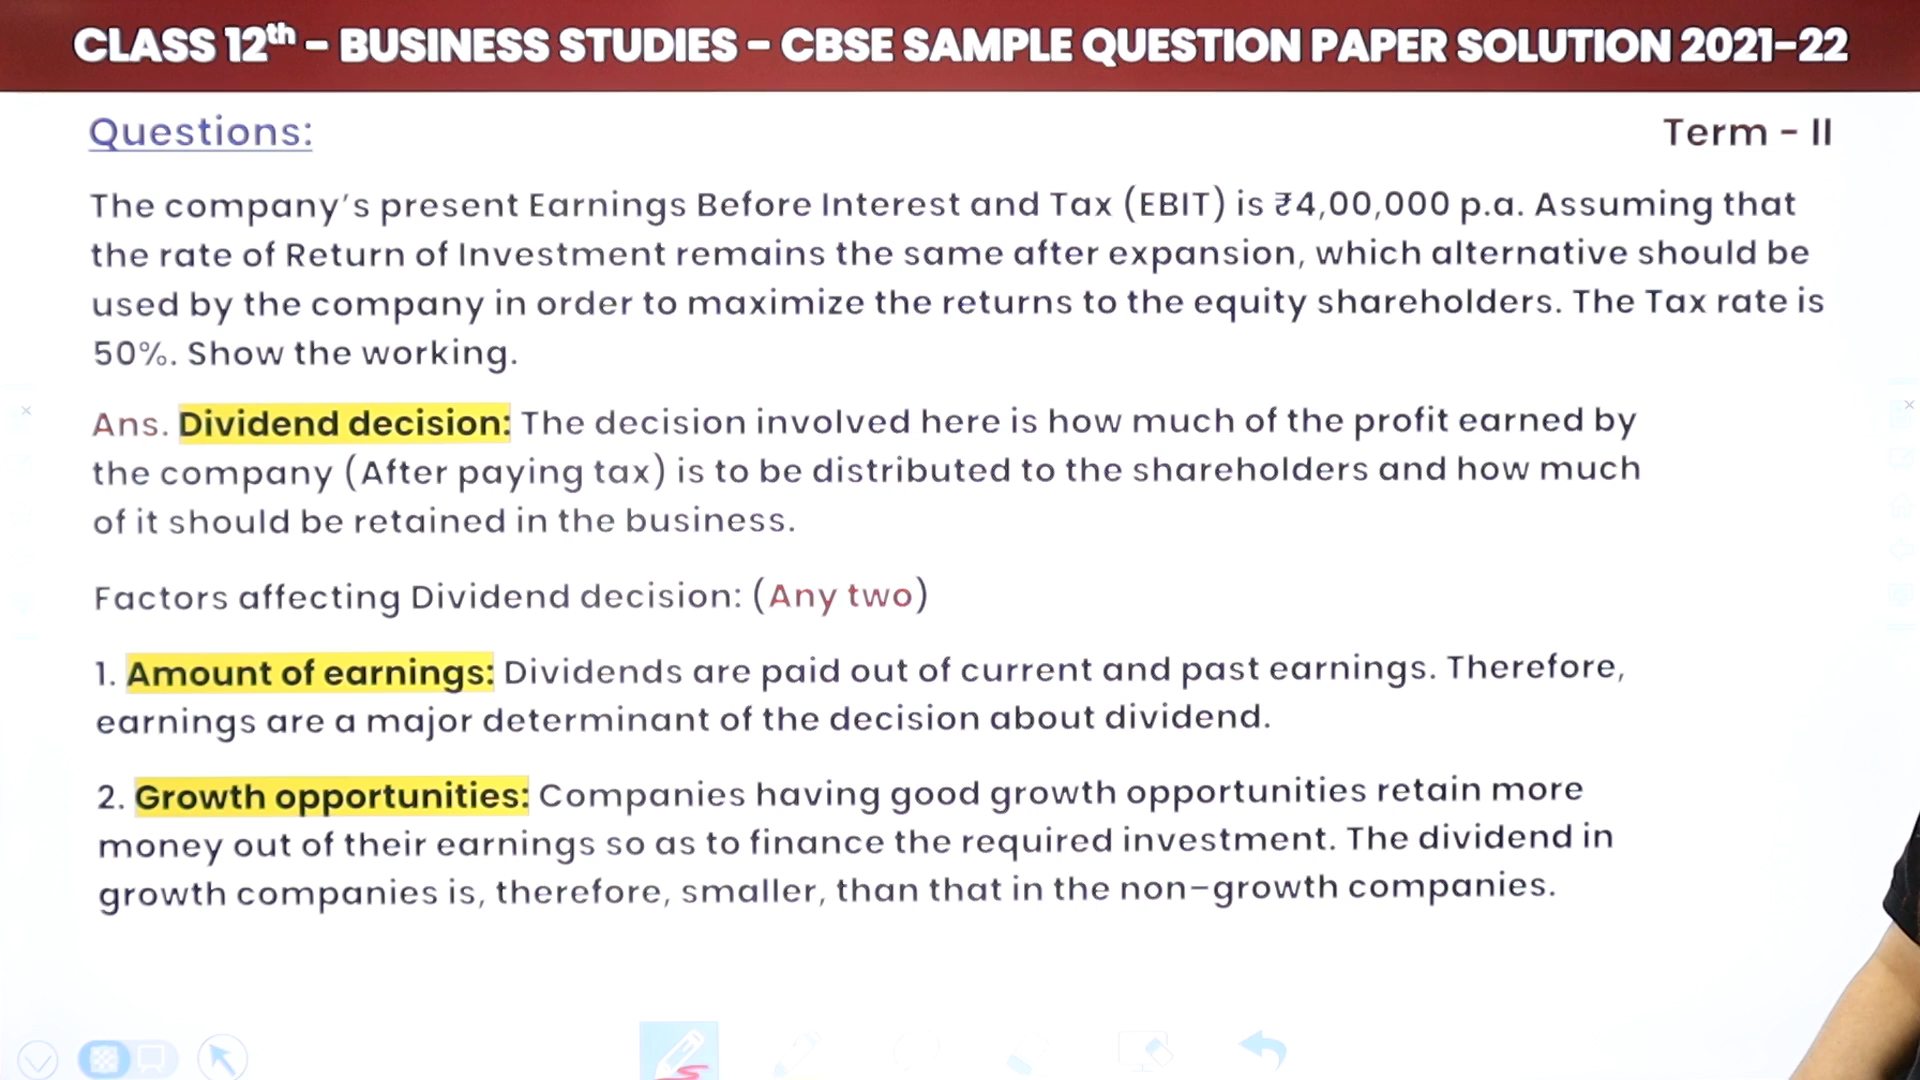 CLASS 12th – BUSINESS STUDIES – CBSE SAMPLE QUESTION PAPER SOLUTION 2021–22
Questions:
Term – II
The company's present Earnings Before Interest and Tax (EBIT) is ₹4,00,000 p.a. Assuming that
the rate of Return of Investment remains the same after expansion, which alternative should be
used by the company in order to maximize the returns to the equity shareholders. The Tax rate is
50%. Show the working.
Ans. Dividend decision: The decision involved here is how much of the profit earned by
the company (After paying tax) is to be distributed to the shareholders and how much
of it should be retained in the business.
Factors affecting Dividend decision: (Any two)
1. Amount of earnings: Dividends are paid out of current and past earnings. Therefore,
earnings are a major determinant of the decision about dividend.
2. Growth opportunities: Companies having good growth opportunities retain more
money out of their earnings so as to finance the required investment. The dividend in
growth companies is, therefore, smaller, than that in the non–growth companies.